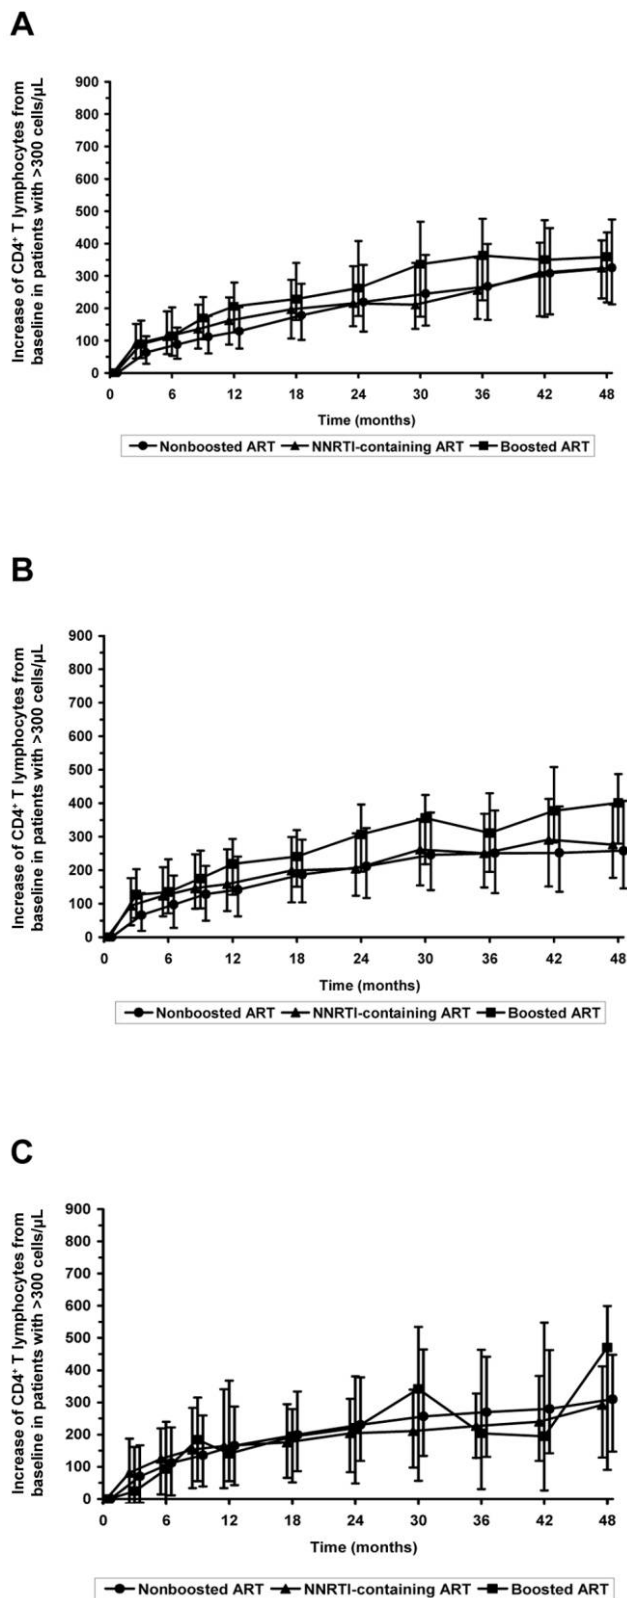 A
Increase of CD4⁺ T lymphocytes from
baseline in patients with >300 cells/µL
900
800
700
600
500
400
300
200
100
0
0 6 12 18 24 30 36 42 48
Time (months)
Nonboosted ART NNRTI-containing ART Boosted ART
B
Increase of CD4⁺ T lymphocytes from
baseline in patients with >300 cells/µL
900
800
700
600
500
400
300
200
100
0
0 6 12 18 24 30 36 42 48
Time (months)
Nonboosted ART NNRTI-containing ART Boosted ART
C
Increase of CD4⁺ T lymphocytes from
baseline in patients with >300 cells/µL
900
800
700
600
500
400
300
200
100
0
0 6 12 18 24 30 36 42 48
Time (months)
Nonboosted ART NNRTI-containing ART Boosted ART